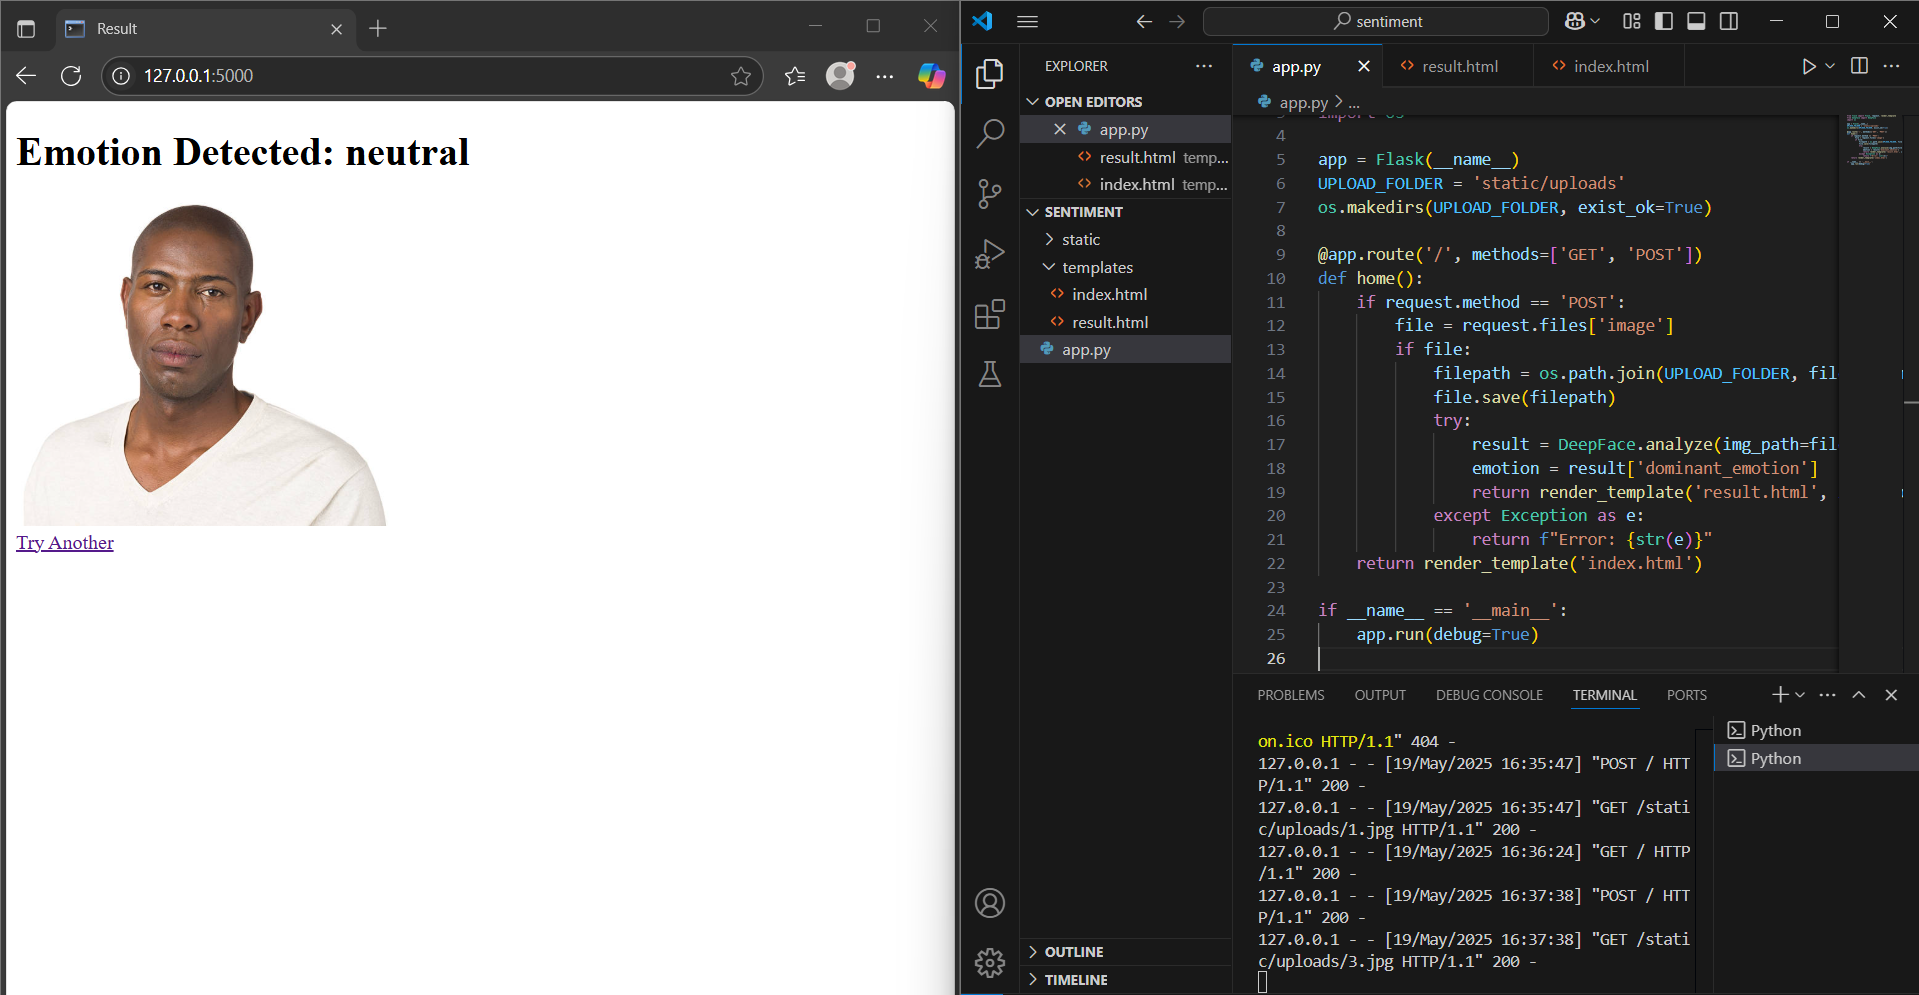 Result
127.0.0.1:5000
Emotion Detected: neutral
Try Another
sentiment
EXPLORER
OPEN EDITORS
app.py
result.html temp...
index.html temp...
SENTIMENT
static
templates
index.html
result.html
app.py
OUTLINE
TIMELINE
app.py
result.html
index.html
app.py > ...
4
5 app = Flask(__name__)
6 UPLOAD_FOLDER = 'static/uploads'
7 os.makedirs(UPLOAD_FOLDER, exist_ok=True)
8
9 @app.route('/', methods=['GET', 'POST'])
10 def home():
11 if request.method == 'POST':
12 file = request.files['image']
13 if file:
14 filepath = os.path.join(UPLOAD_FOLDER, fil
15 file.save(filepath)
16 try:
17 result = DeepFace.analyze(img_path=fil
18 emotion = result['dominant_emotion']
19 return render_template('result.html',
20 except Exception as e:
21 return f"Error: {str(e)}"
22 return render_template('index.html')
23
24 if __name__ == '__main__':
25 app.run(debug=True)
26
PROBLEMS OUTPUT DEBUG CONSOLE TERMINAL PORTS
on.ico HTTP/1.1" 404 -
127.0.0.1 - - [19/May/2025 16:35:47] "POST / HTT
P/1.1" 200 -
127.0.0.1 - - [19/May/2025 16:35:47] "GET /stati
c/uploads/1.jpg HTTP/1.1" 200 -
127.0.0.1 - - [19/May/2025 16:36:24] "GET / HTTP
/1.1" 200 -
127.0.0.1 - - [19/May/2025 16:37:38] "POST / HTT
P/1.1" 200 -
127.0.0.1 - - [19/May/2025 16:37:38] "GET /stati
c/uploads/3.jpg HTTP/1.1" 200 -
Python
Python